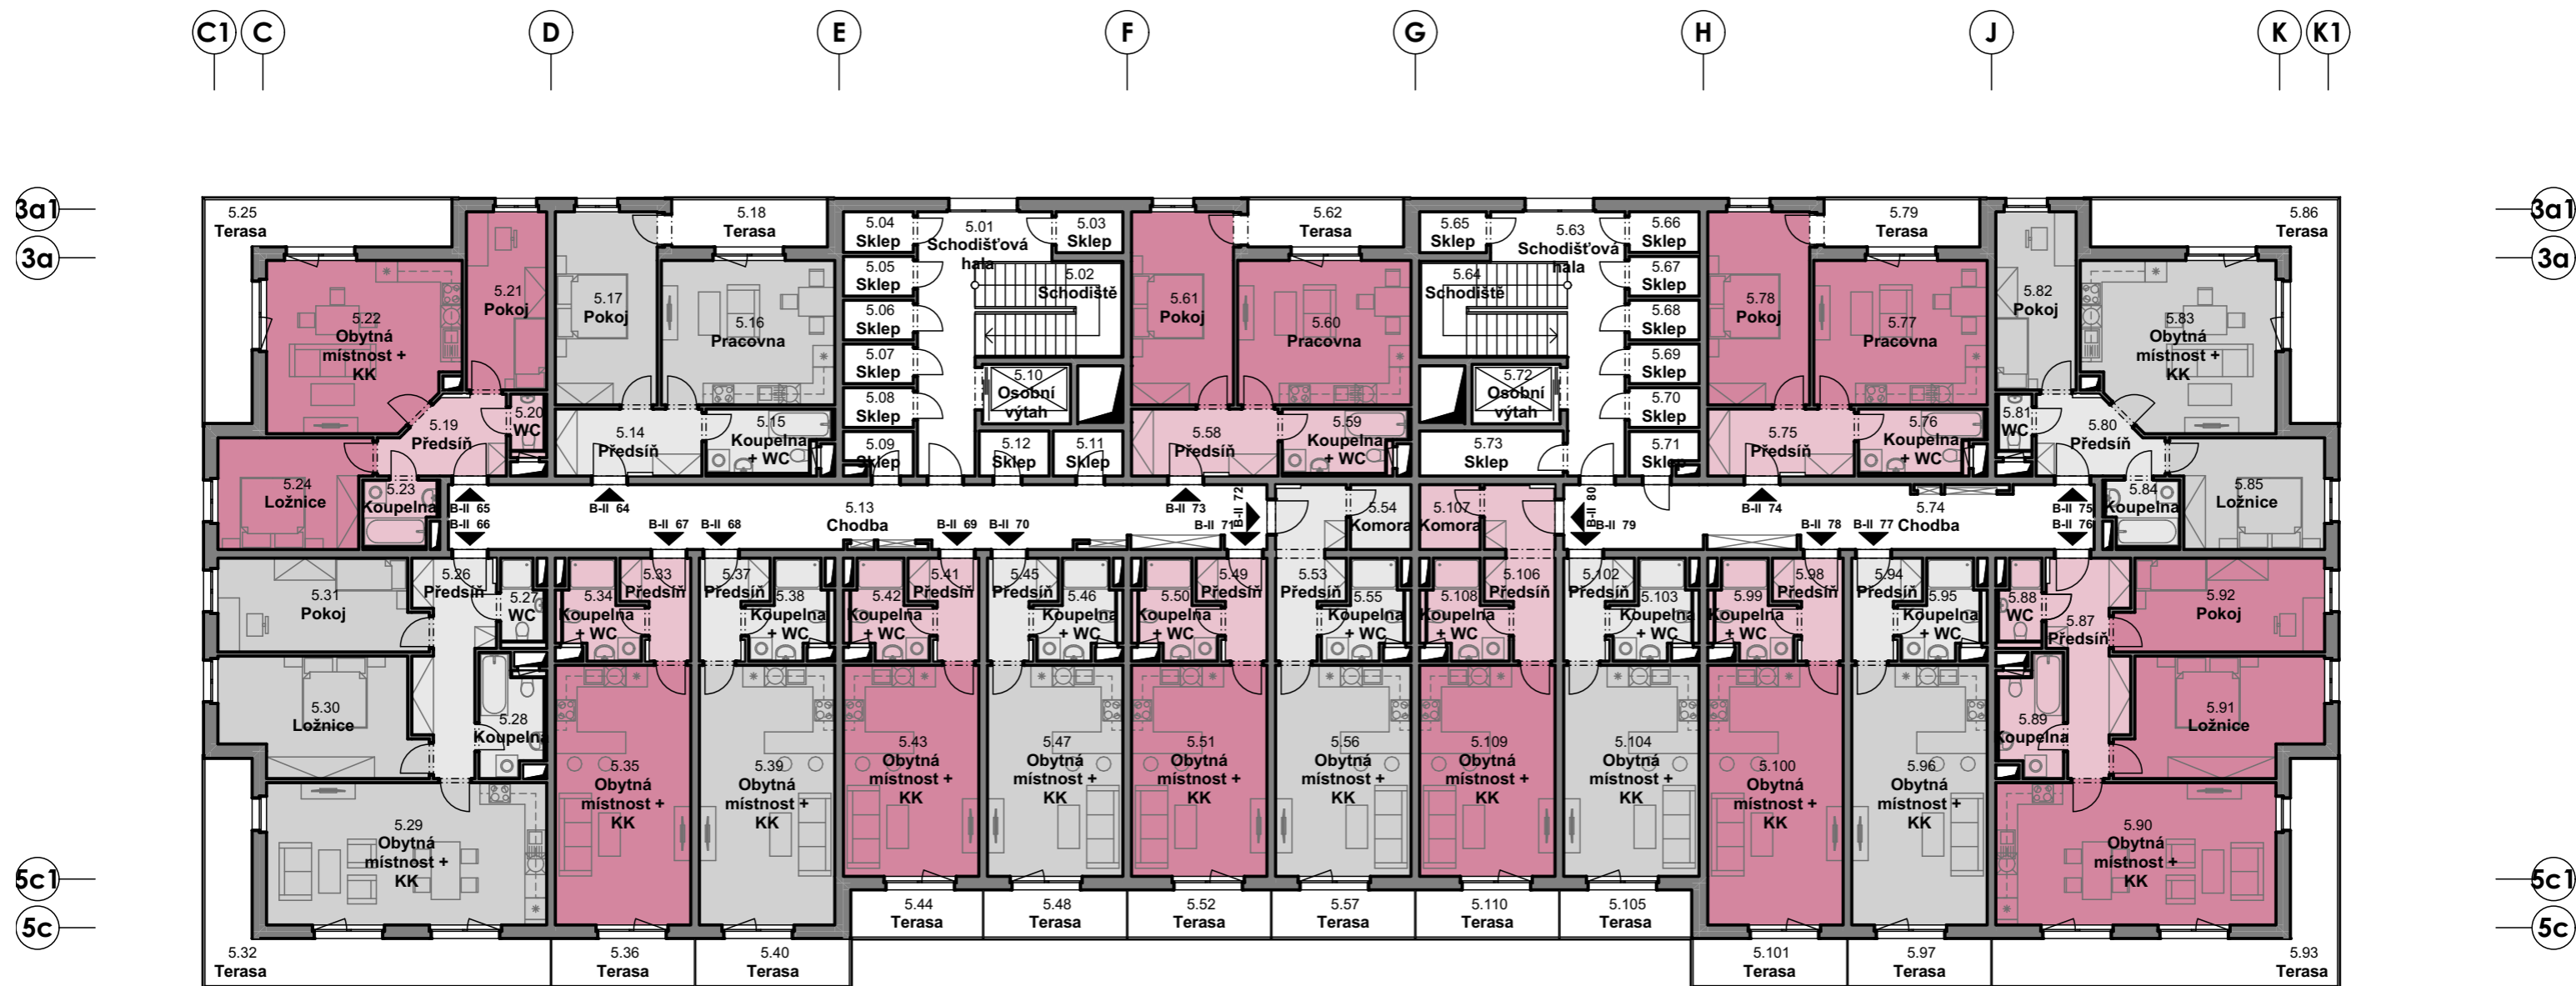 C1 C D E F G H J K K1
3a1 3a1
3a 3a
5.25
Terasa
5.18
Terasa
5.04
Sklep
5.01
Schodišťová
hala
5.03
Sklep
5.62
Terasa
5.65
Sklep
5.63
Schodišťová
hala
5.66
Sklep
5.79
Terasa
5.86
Terasa
5.22
Obytná
místnost +
KK
5.21
Pokoj
5.17
Pokoj
5.16
Pracovna
5.05
Sklep
5.06
Sklep
5.07
Sklep
5.08
Sklep
5.09
Sklep
5.02
Schodiště
5.10
Osobní
výtah
5.12
Sklep
5.11
Sklep
5.61
Pokoj
5.60
Pracovna
5.64
Schodiště
5.72
Osobní
výtah
5.73
Sklep
5.67
Sklep
5.68
Sklep
5.69
Sklep
5.70
Sklep
5.71
Sklep
5.78
Pokoj
5.77
Pracovna
5.82
Pokoj
5.83
Obytná
místnost +
KK
5.19
Předsíň
5.20
WC
5.14
Předsíň
5.15
Koupelna
+ WC
5.58
Předsíň
5.59
Koupelna
+ WC
5.75
Předsíň
5.76
Koupelna
+ WC
5.81
WC
5.80
Předsíň
5.24
Ložnice
5.23
Koupelna
B-II 65
B-II 66
B-II 64
B-II 67
B-II 68
5.13
Chodba
B-II 69
B-II 70
B-II 73
B-II 71
B-II 72
5.54
Komora
5.107
Komora
B-II 80
B-II 79
B-II 74
B-II 78
B-II 77
5.74
Chodba
B-II 75
B-II 76
5.84
Koupelna
5.85
Ložnice
5.31
Pokoj
5.26
Předsíň
5.27
WC
5.34
Koupelna
+ WC
5.33
Předsíň
5.37
Předsíň
5.38
Koupelna
+ WC
5.42
Koupelna
+ WC
5.41
Předsíň
5.45
Předsíň
5.46
Koupelna
+ WC
5.50
Koupelna
+ WC
5.49
Předsíň
5.53
Předsíň
5.55
Koupelna
+ WC
5.108
Koupelna
+ WC
5.106
Předsíň
5.102
Předsíň
5.103
Koupelna
+ WC
5.99
Koupelna
+ WC
5.98
Předsíň
5.94
Předsíň
5.95
Koupelna
+ WC
5.88
WC
5.87
Předsíň
5.92
Pokoj
5.30
Ložnice
5.28
Koupelna
5.35
Obytná
místnost +
KK
5.39
Obytná
místnost +
KK
5.43
Obytná
místnost +
KK
5.47
Obytná
místnost +
KK
5.51
Obytná
místnost +
KK
5.56
Obytná
místnost +
KK
5.109
Obytná
místnost +
KK
5.104
Obytná
místnost +
KK
5.100
Obytná
místnost +
KK
5.96
Obytná
místnost +
KK
5.89
Koupelna
5.91
Ložnice
5.29
Obytná
místnost +
KK
5.90
Obytná
místnost +
KK
5c1 5c1
5c 5c
5.44
Terasa
5.48
Terasa
5.52
Terasa
5.57
Terasa
5.110
Terasa
5.105
Terasa
5.32
Terasa
5.36
Terasa
5.40
Terasa
5.101
Terasa
5.97
Terasa
5.93
Terasa